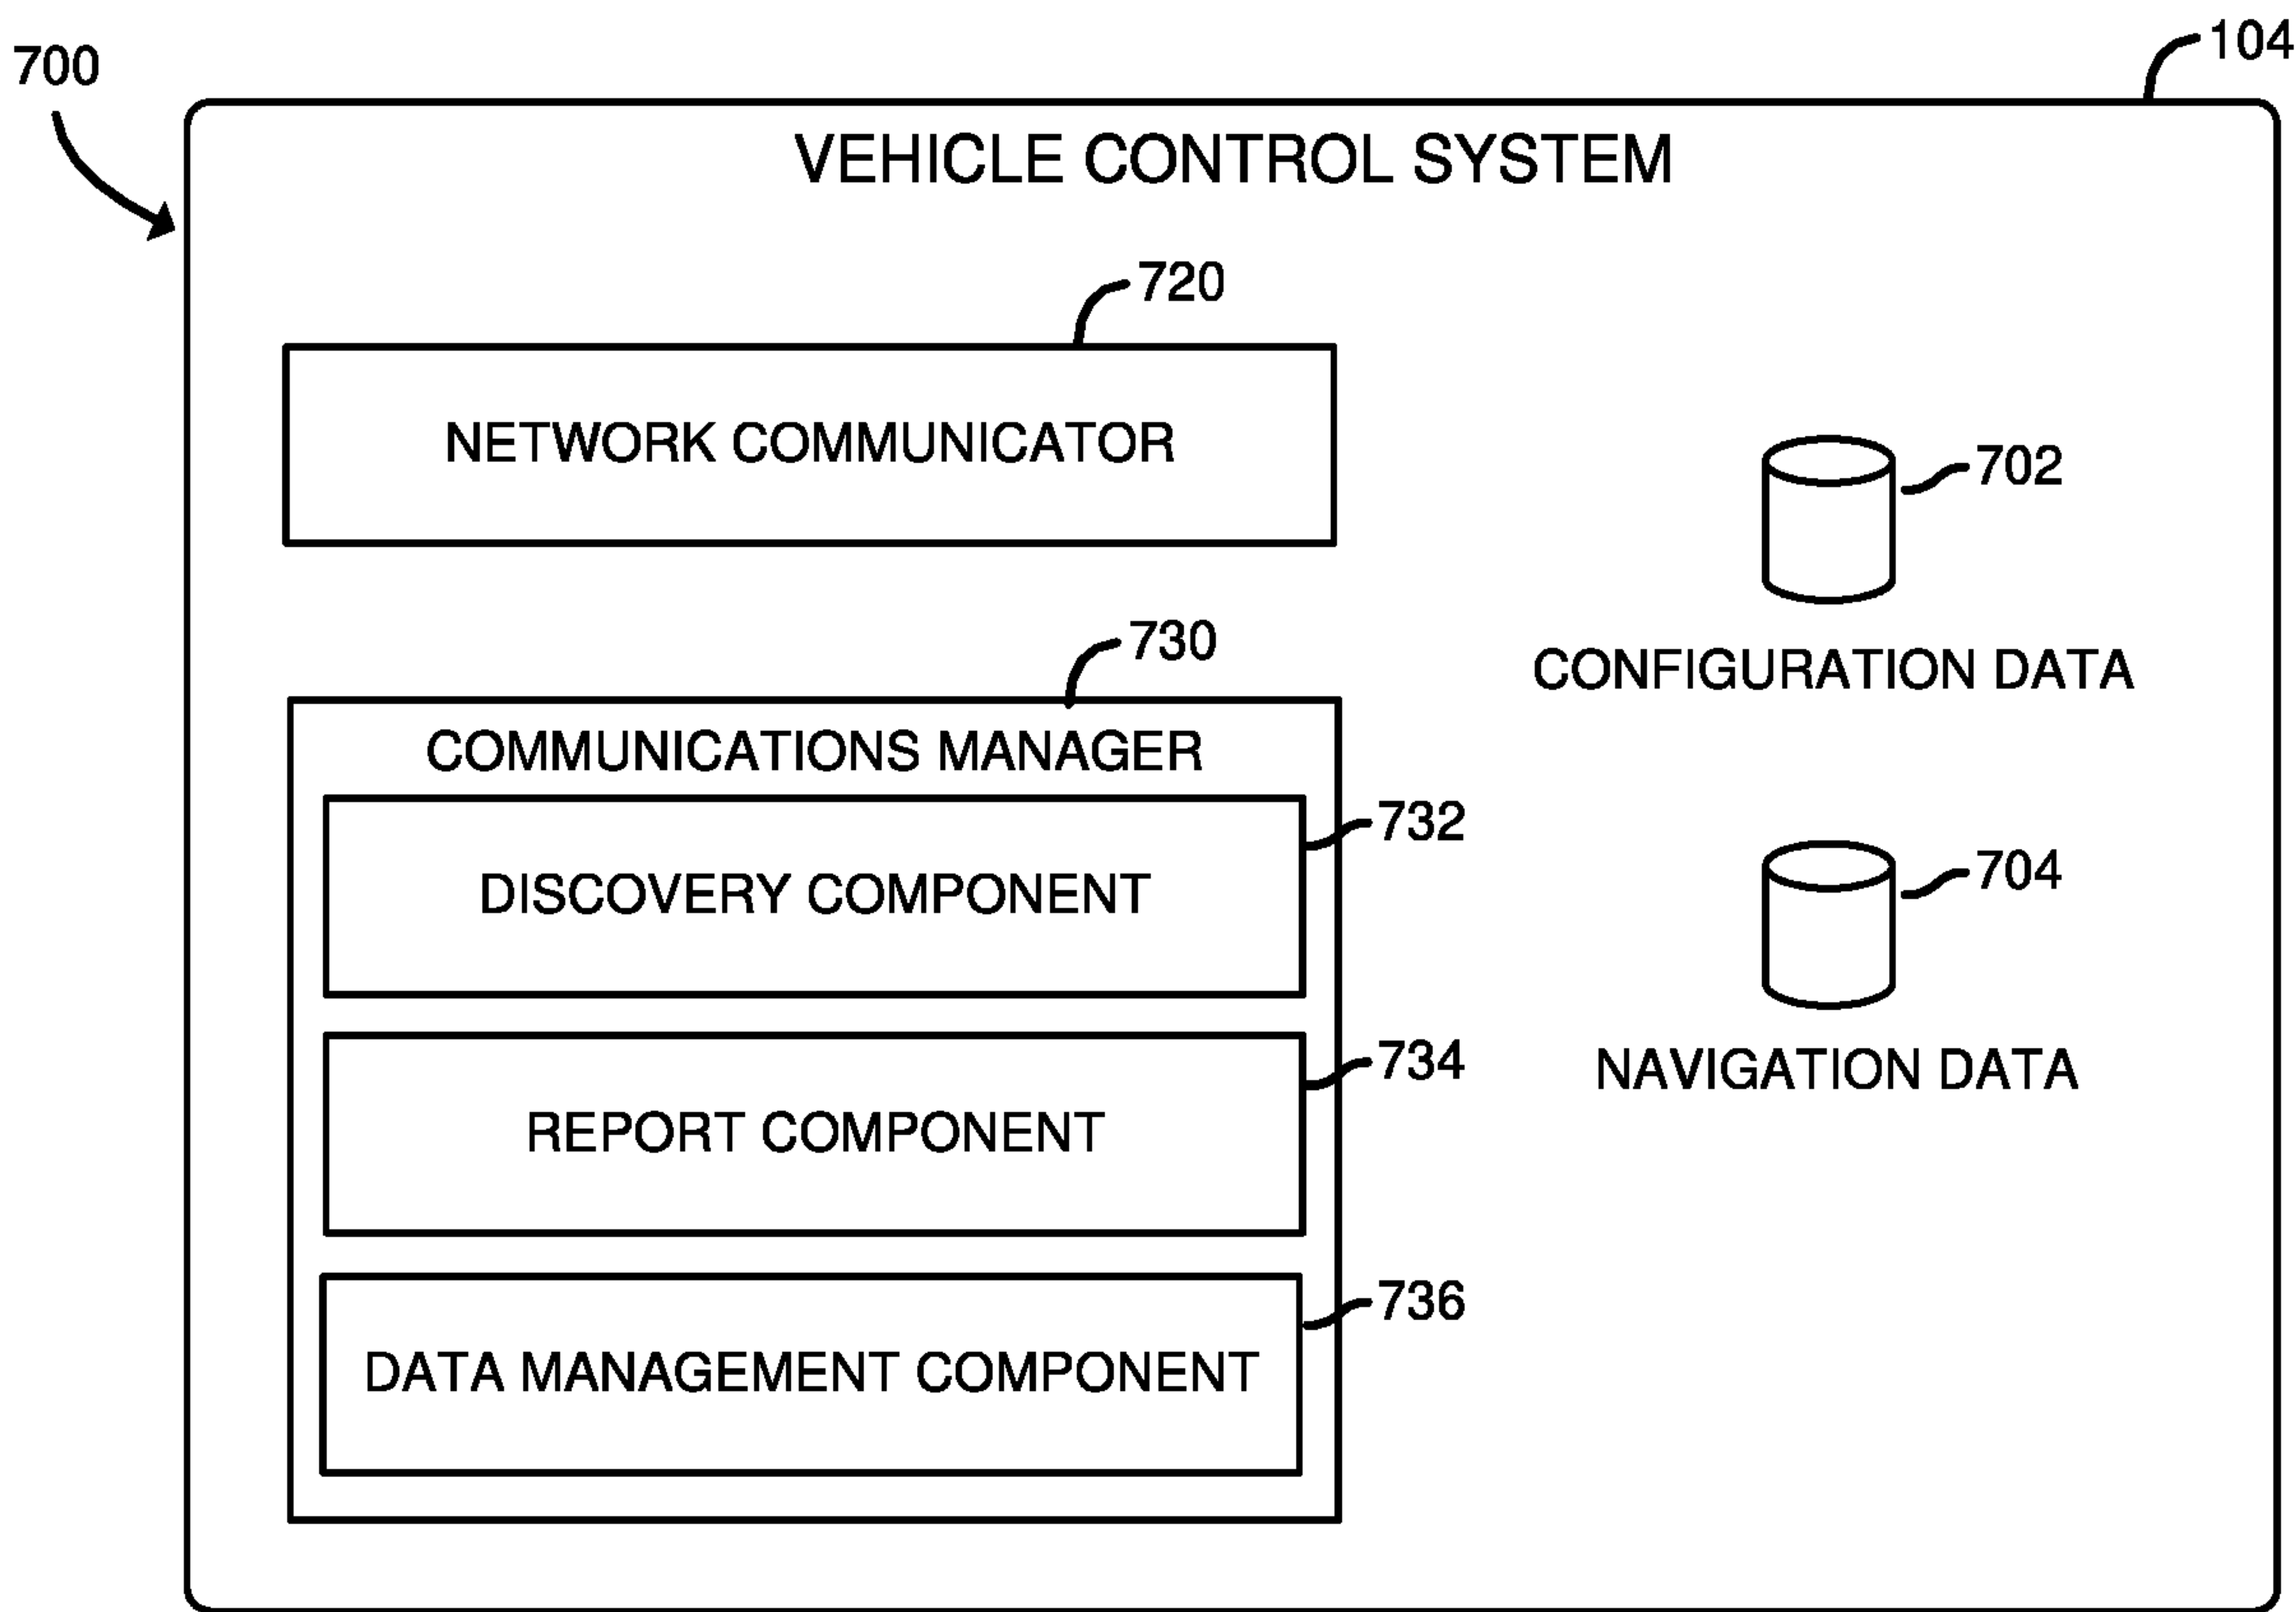 700
104
VEHICLE CONTROL SYSTEM
720
NETWORK COMMUNICATOR
702
CONFIGURATION DATA
730
COMMUNICATIONS MANAGER
732
DISCOVERY COMPONENT
704
NAVIGATION DATA
734
REPORT COMPONENT
736
DATA MANAGEMENT COMPONENT